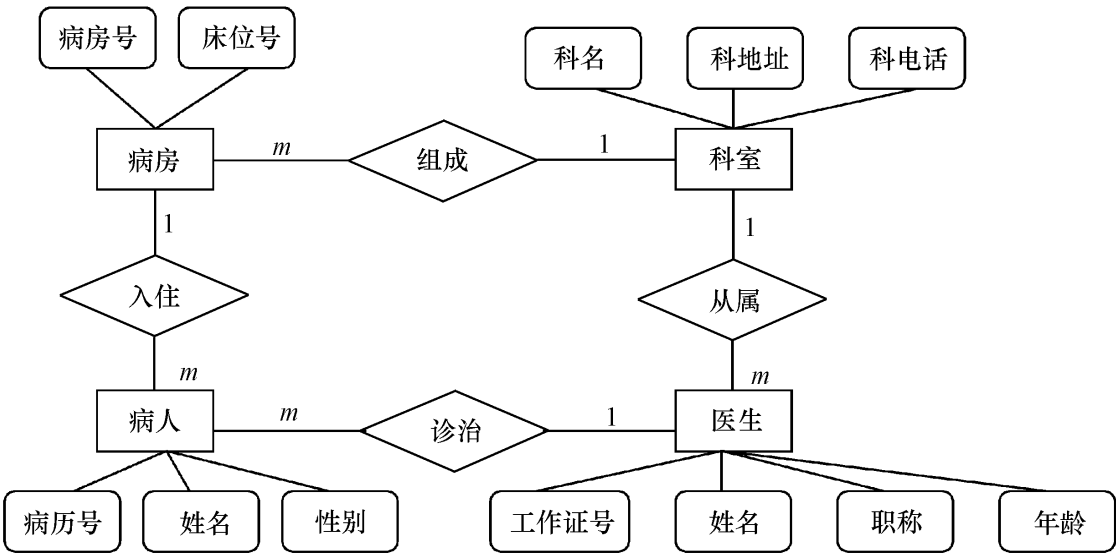 病房号 床位号 科名 科地址 科电话
病房 m 组成 1 科室
1 1
入住 从属
m m
病人 m 诊治 1 医生
病历号 姓名 性别 工作证号 姓名 职称 年龄